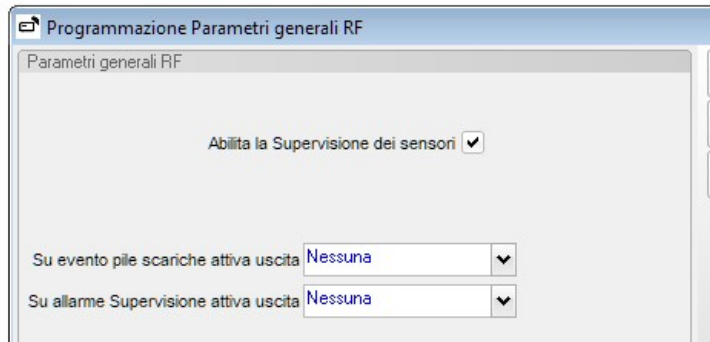 Programmazione Parametri generali RF
Parametri generali RF
Abilita la Supervisione dei sensori
Su evento pile scariche attiva uscita Nessuna
Su allarme Supervisione attiva uscita Nessuna